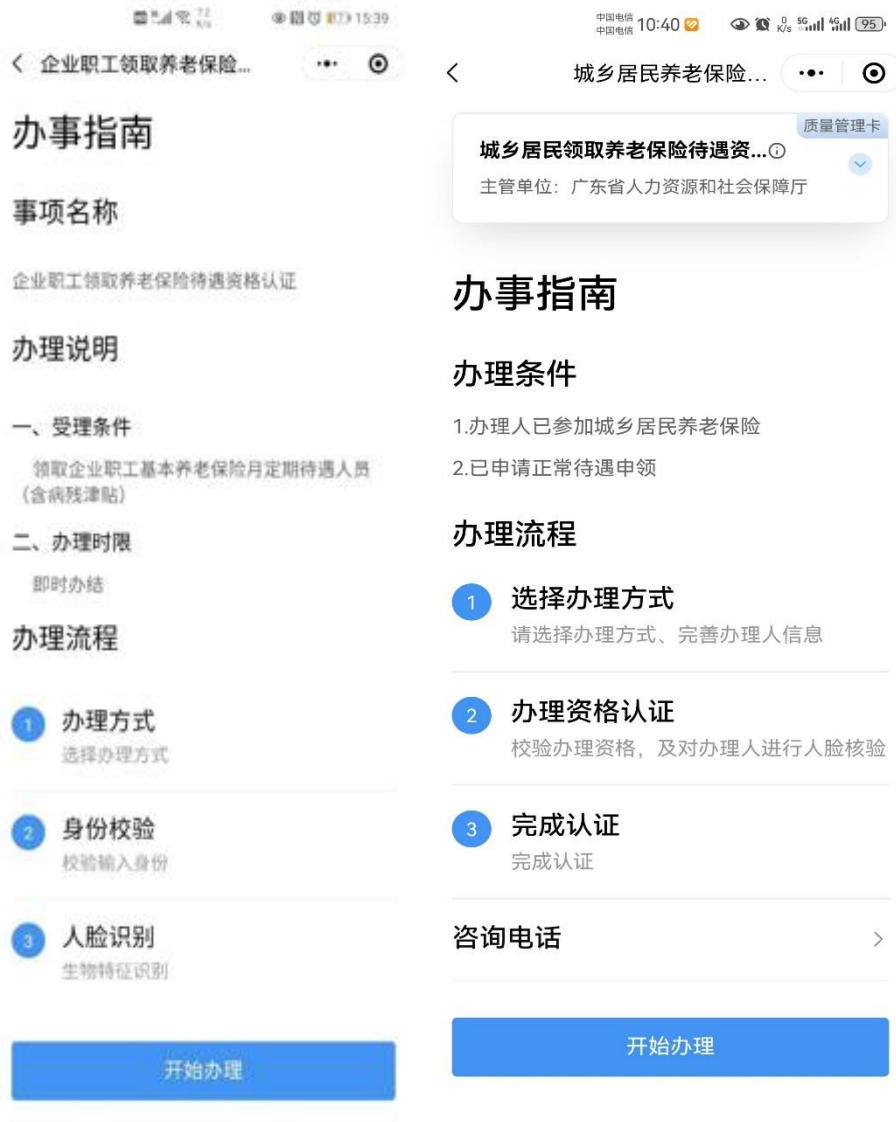 15:39
企业职工领取养老保险...
办事指南
事项名称
企业职工领取养老保险待遇资格认证
办理说明
一、受理条件
领取企业职工基本养老保险月定期待遇人员
（含病残津贴）
二、办理时限
即时办结
办理流程
1 办理方式
选择办理方式
2 身份校验
校验输入身份
3 人脸识别
生物特征识别
开始办理
中国电信
中国电信
10:40
0 K/s 5G 4G 95
城乡居民养老保险...
质量管理卡
城乡居民领取养老保险待遇资...
主管单位：广东省人力资源和社会保障厅
办事指南
办理条件
1.办理人已参加城乡居民养老保险
2.已申请正常待遇申领
办理流程
1 选择办理方式
请选择办理方式、完善办理人信息
2 办理资格认证
校验办理资格，及对办理人进行人脸核验
3 完成认证
完成认证
咨询电话
开始办理